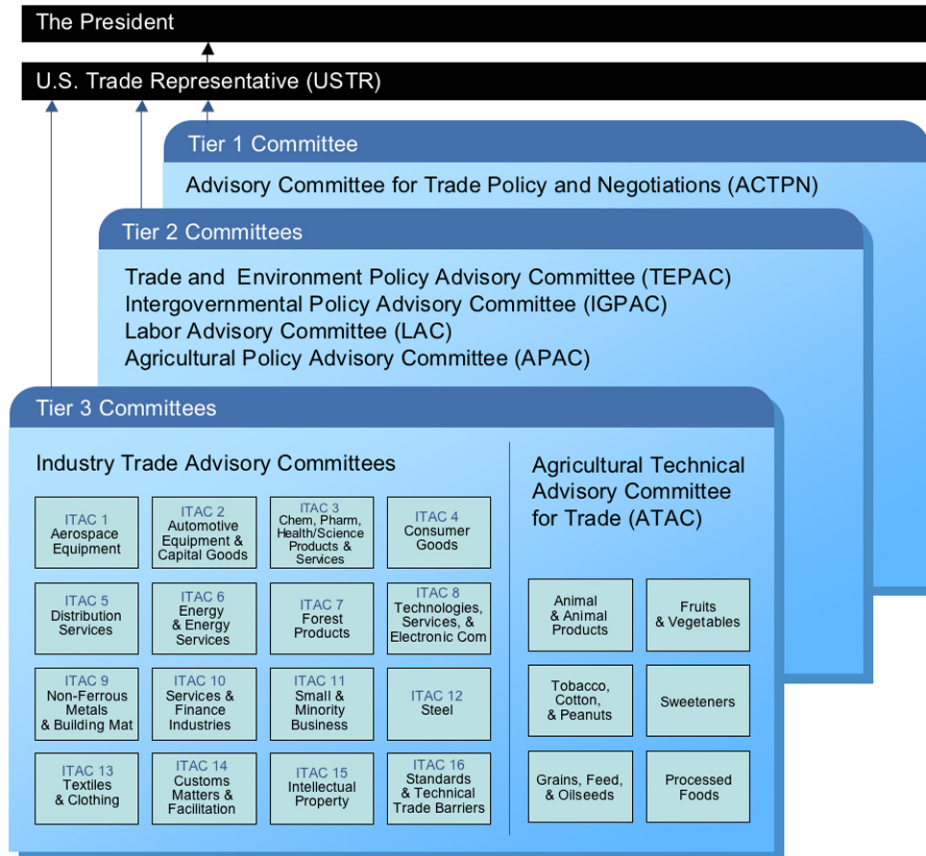 The President
U.S. Trade Representative (USTR)
Tier 1 Committee
Advisory Committee for Trade Policy and Negotiations (ACTPN)
Tier 2 Committees
Trade and Environment Policy Advisory Committee (TEPAC)
Intergovernmental Policy Advisory Committee (IGPAC)
Labor Advisory Committee (LAC)
Agricultural Policy Advisory Committee (APAC)
Tier 3 Committees
Industry Trade Advisory Committees
ITAC 1
Aerospace
Equipment
ITAC 2
Automotive
Equipment &
Capital Goods
ITAC 3
Chem, Pharm,
Health/Science
Products &
Services
ITAC 4
Consumer
Goods
ITAC 5
Distribution
Services
ITAC 6
Energy
& Energy
Services
ITAC 7
Forest
Products
ITAC 8
Technologies,
Services, &
Electronic Com
ITAC 9
Non-Ferrous
Metals
& Building Mat
ITAC 10
Services &
Finance
Industries
ITAC 11
Small &
Minority
Business
ITAC 12
Steel
ITAC 13
Textiles
& Clothing
ITAC 14
Customs
Matters &
Facilitation
ITAC 15
Intellectual
Property
ITAC 16
Standards
& Technical
Trade Barriers
Agricultural Technical
Advisory Committee
for Trade (ATAC)
Animal
& Animal
Products
Fruits
& Vegetables
Tobacco,
Cotton,
& Peanuts
Sweeteners
Grains, Feed,
& Oilseeds
Processed
Foods